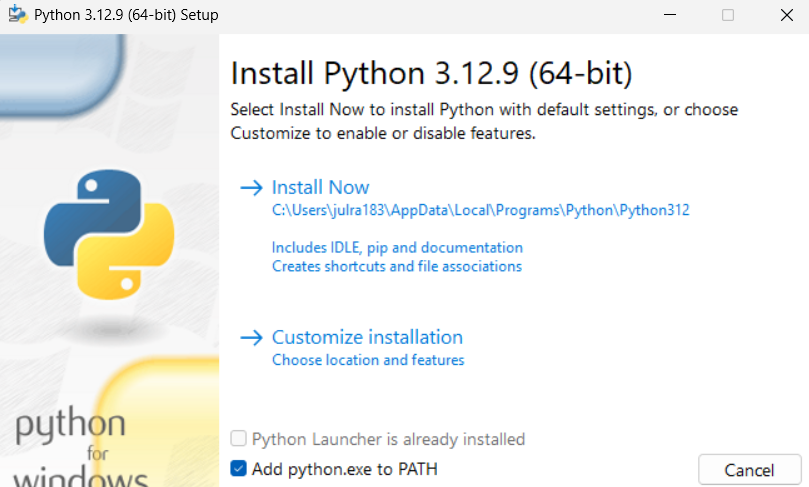 Python 3.12.9 (64-bit) Setup
Install Python 3.12.9 (64-bit)
Select Install Now to install Python with default settings, or choose
Customize to enable or disable features.
Install Now
C:\Users\julra183\AppData\Local\Programs\Python\Python312
Includes IDLE, pip and documentation
Creates shortcuts and file associations
Customize installation
Choose location and features
Python Launcher is already installed
Add python.exe to PATH
python
for
windows
Cancel